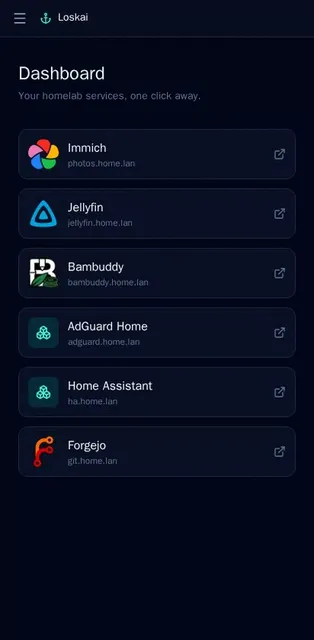 Loskai
Dashboard
Your homelab services, one click away.
Immich
photos.home.lan
Jellyfin
jellyfin.home.lan
Bambuddy
bambuddy.home.lan
AdGuard Home
adguard.home.lan
Home Assistant
ha.home.lan
Forgejo
git.home.lan